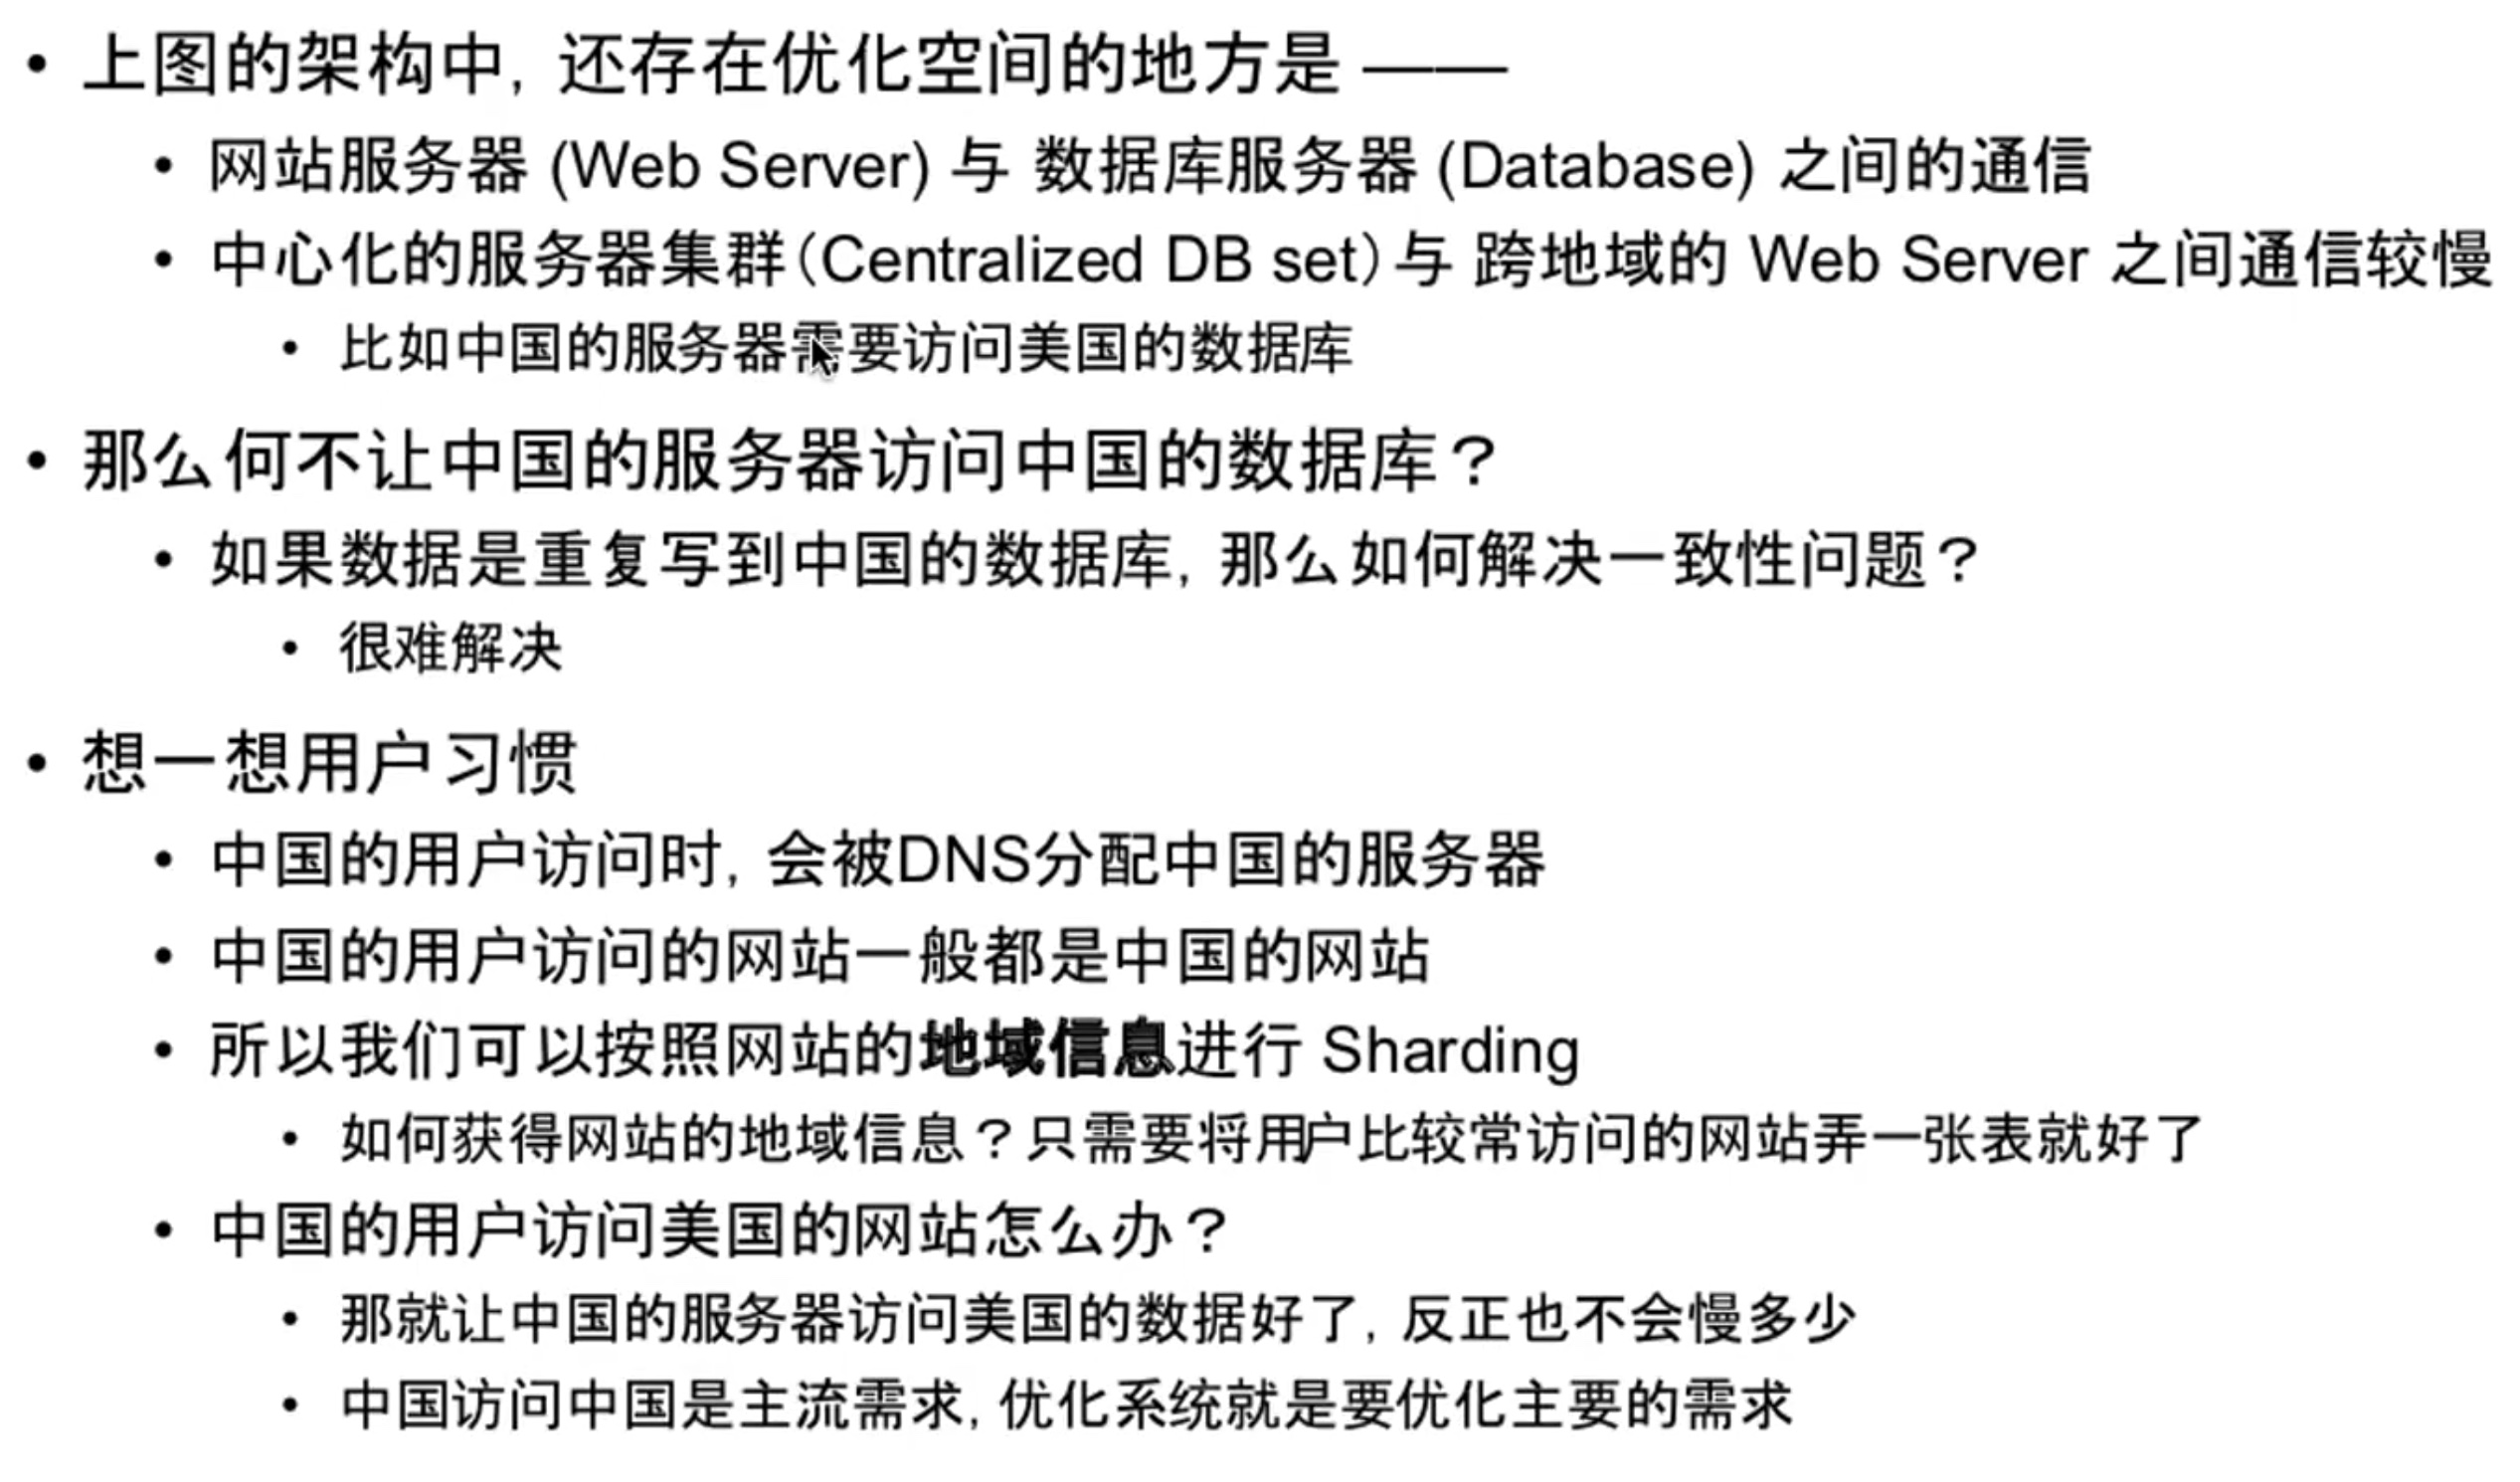 • 上图的架构中, 还存在优化空间的地方是 ——
• 网站服务器 (Web Server) 与 数据库服务器 (Database) 之间的通信
• 中心化的服务器集群(Centralized DB set)与 跨地域的 Web Server 之间通信较慢
• 比如中国的服务器需要访问美国的数据库
• 那么何不让中国的服务器访问中国的数据库？
• 如果数据是重复写到中国的数据库, 那么如何解决一致性问题？
• 很难解决
• 想一想用户习惯
• 中国的用户访问时, 会被DNS分配中国的服务器
• 中国的用户访问的网站一般都是中国的网站
• 所以我们可以按照网站的地域信息进行 Sharding
• 如何获得网站的地域信息？只需要将用户比较常访问的网站弄一张表就好了
• 中国的用户访问美国的网站怎么办？
• 那就让中国的服务器访问美国的数据好了, 反正也不会慢多少
• 中国访问中国是主流需求, 优化系统就是要优化主要的需求